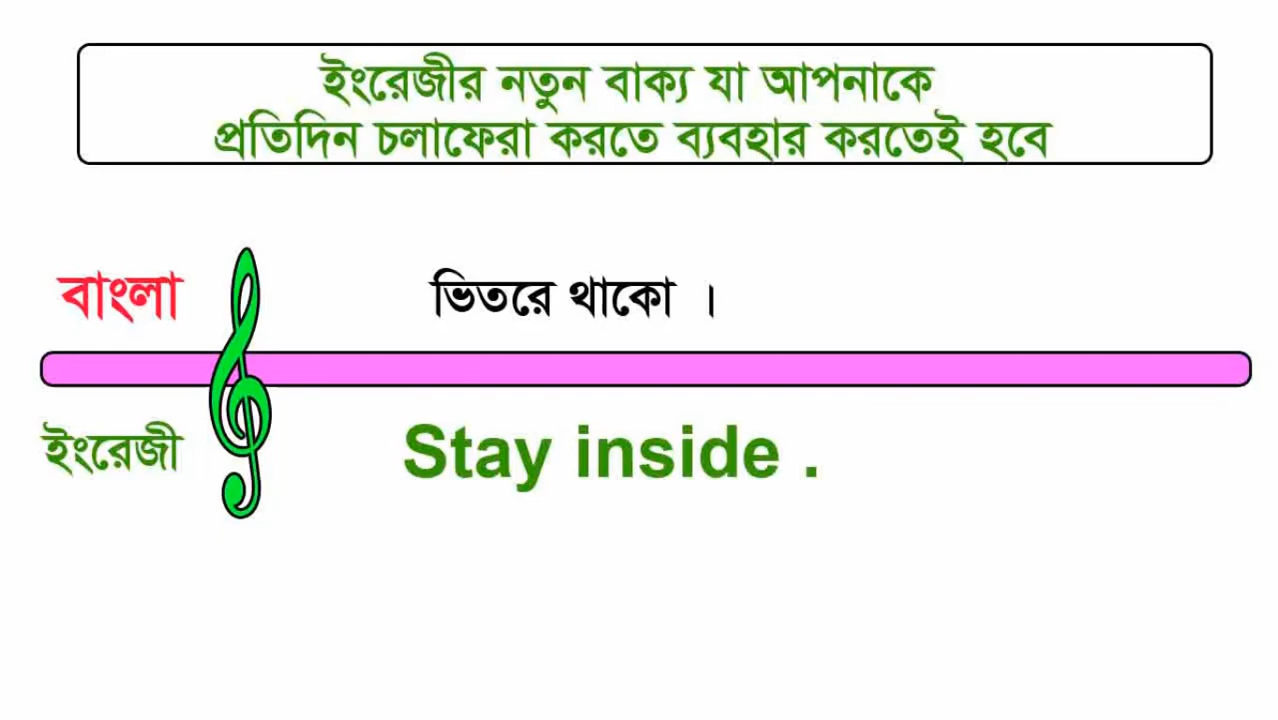 ইংরেজীর নতুন বাক্য যা আপনাকে
প্রতিদিন চলাফেরা করতে ব্যবহার করতেই হবে
বাংলা ভিতরে থাকো ।
ইংরেজী Stay inside .